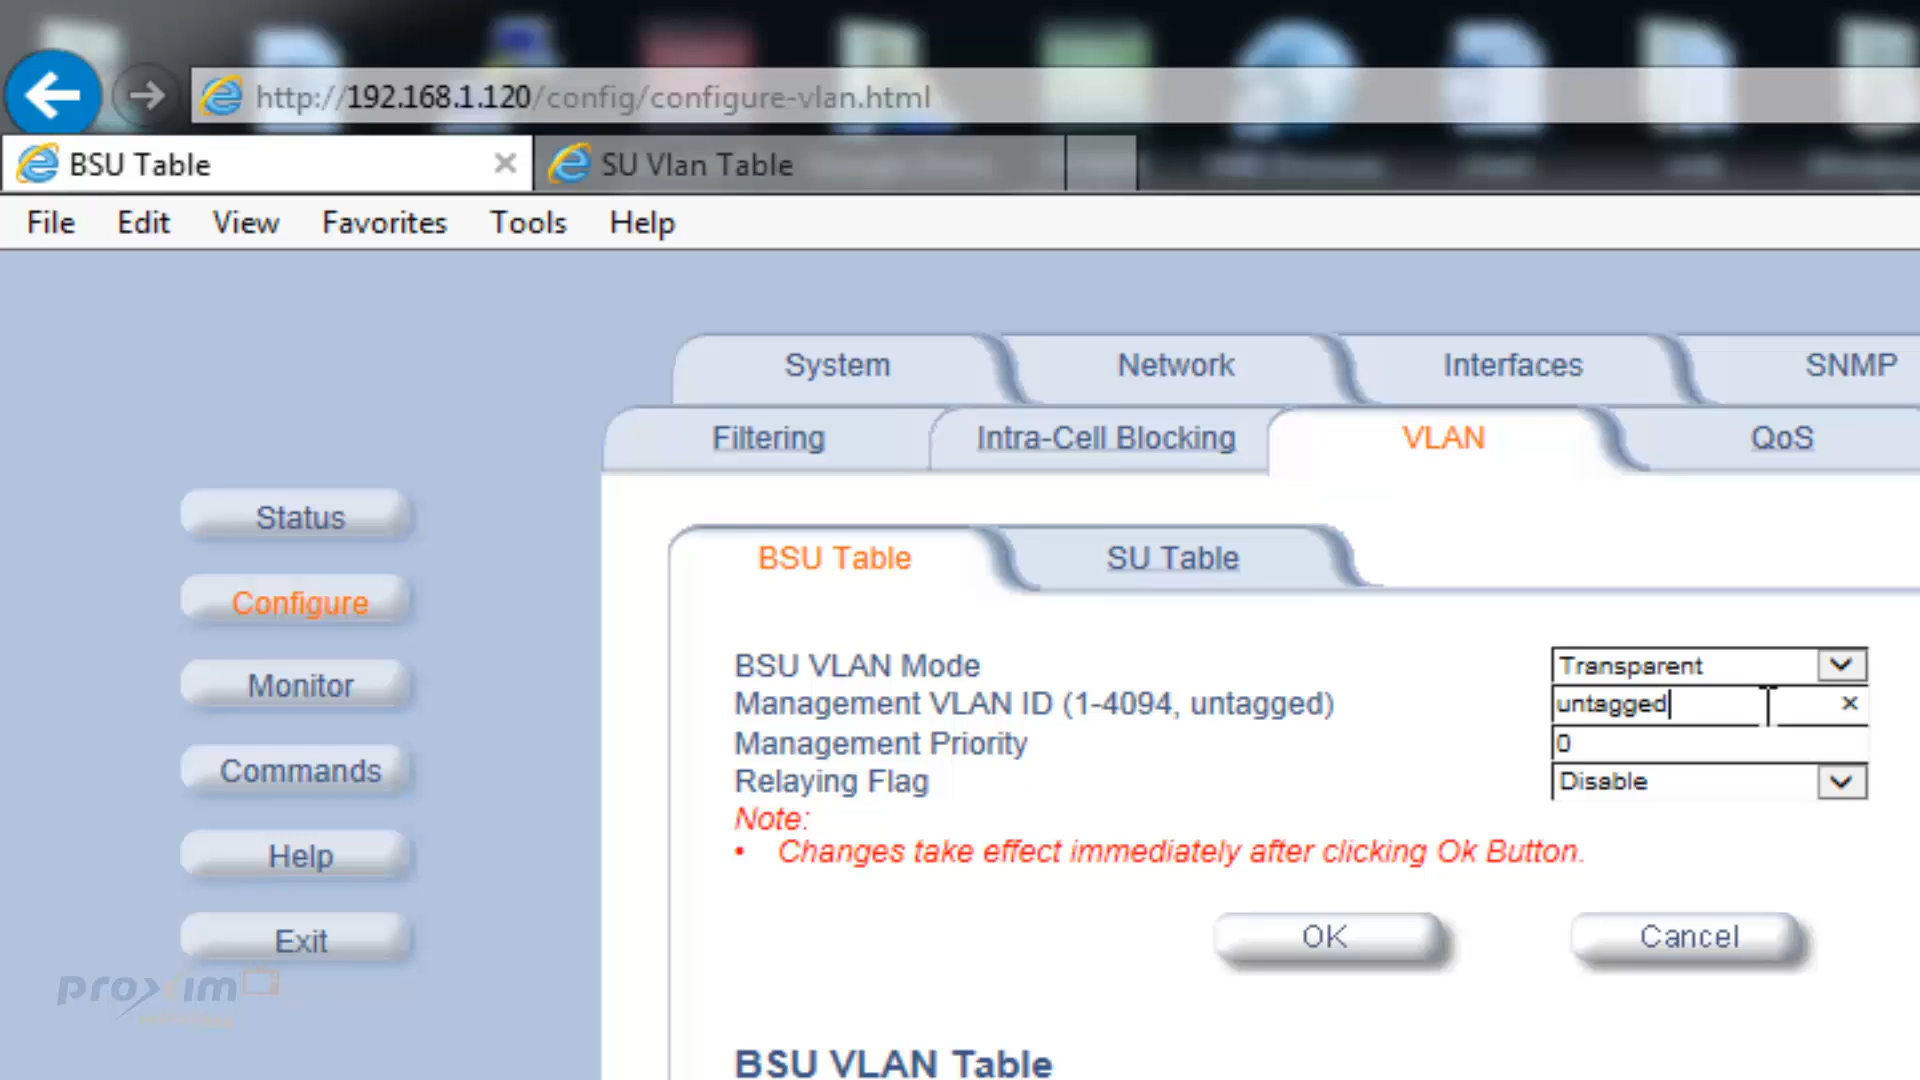 http://192.168.1.120/config/configure-vlan.html
BSU Table
SU Vlan Table
File Edit View Favorites Tools Help
System Network Interfaces SNMP
Filtering Intra-Cell Blocking VLAN QoS
Status
Configure
Monitor
Commands
Help
Exit
proxim
BSU Table SU Table
BSU VLAN Mode Transparent
Management VLAN ID (1-4094, untagged) untagged
Management Priority 0
Relaying Flag Disable
Note:
• Changes take effect immediately after clicking Ok Button.
OK Cancel
BSU VLAN Table